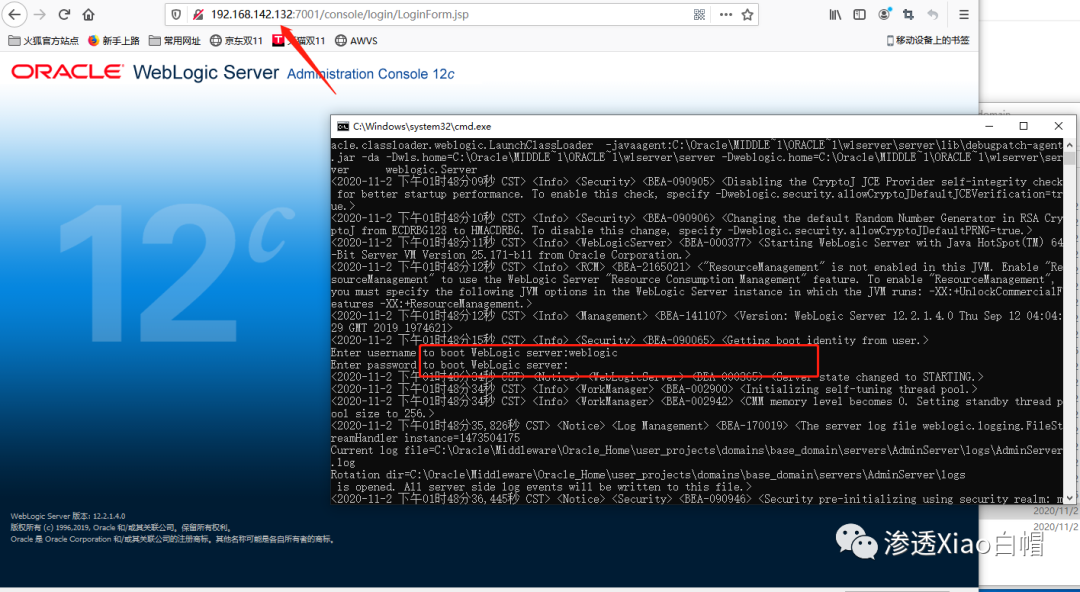 192.168.142.132:7001/console/login/LoginForm.jsp
火狐官方站点 新手上路 常用网址 京东双11 天猫双11 AWVS 移动设备上的书签
ORACLE WebLogic Server Administration Console 12c
12c
C:\Windows\system32\cmd.exe
acle.classloader.weblogic.LaunchClassLoader -javaagent:C:\Oracle\MIDDLE~1\ORACLE~1\wlserver\server\lib\debugpatch-agent
.jar -da -Dwls.home=C:\Oracle\MIDDLE~1\ORACLE~1\wlserver\server -Dweblogic.home=C:\Oracle\MIDDLE~1\ORACLE~1\wlserver\ser
ver weblogic.Server
<2020-11-2 下午01时48分09秒 CST> <Info> <Security> <BEA-090905> <Disabling the CryptoJ JCE Provider self-integrity check
for better startup performance. To enable this check, specify -Dweblogic.security.allowCryptoJDefaultJCEVerification=tr
ue.>
<2020-11-2 下午01时48分10秒 CST> <Info> <Security> <BEA-090906> <Changing the default Random Number Generator in RSA Cry
ptoJ from ECDRBG128 to HMACDRBG. To disable this change, specify -Dweblogic.security.allowCryptoJDefaultPRNG=true.>
<2020-11-2 下午01时48分11秒 CST> <Info> <WebLogicServer> <BEA-000377> <Starting WebLogic Server with Java HotSpot(TM) 64
-Bit Server VM Version 25.171-b11 from Oracle Corporation.>
<2020-11-2 下午01时48分12秒 CST> <Info> <RCM> <BEA-2165021> <"ResourceManagement" is not enabled in this JVM. Enable "Re
sourceManagement" to use the WebLogic Server "Resource Consumption Management" feature. To enable "ResourceManagement",
you must specify the following JVM options in the WebLogic Server instance in which the JVM runs: -XX:+UnlockCommercialF
eatures -XX:+ResourceManagement.>
<2020-11-2 下午01时48分12秒 CST> <Info> <Management> <BEA-141107> <Version: WebLogic Server 12.2.1.4.0 Thu Sep 12 04:04:
29 GMT 2019 1974621>
<2020-11-2 下午01时48分15秒 CST> <Info> <Security> <BEA-090065> <Getting boot identity from user.>
Enter username to boot WebLogic server:weblogic
Enter password to boot WebLogic server:
<2020-11-2 下午01时48分34秒 CST> <Notice> <WebLogicServer> <BEA-000365> <Server state changed to STARTING.>
<2020-11-2 下午01时48分34秒 CST> <Info> <WorkManager> <BEA-002900> <Initializing self-tuning thread pool.>
<2020-11-2 下午01时48分34秒 CST> <Info> <WorkManager> <BEA-002942> <CMM memory level becomes 0. Setting standby thread p
ool size to 256.>
<2020-11-2 下午01时48分35,826秒 CST> <Notice> <Log Management> <BEA-170019> <The server log file weblogic.logging.FileSt
reamHandler instance=1473504175
Current log file=C:\Oracle\Middleware\Oracle_Home\user_projects\domains\base_domain\servers\AdminServer\logs\AdminServer
.log
Rotation dir=C:\Oracle\Middleware\Oracle_Home\user_projects\domains\base_domain\servers\AdminServer\logs
is opened. All server side log events will be written to this file.>
<2020-11-2 下午01时48分36,445秒 CST> <Notice> <Security> <BEA-090946> <Security pre-initializing using security realm: m
2020/11/2
2020/11/2
WebLogic Server 版本: 12.2.1.4.0
版权所有 (c) 1996,2019, Oracle 和/或其关联公司。保留所有权利。
Oracle 是 Oracle Corporation 和/或其关联公司的注册商标。其他名称可能是各自所有者的商标。
渗透Xiao白帽